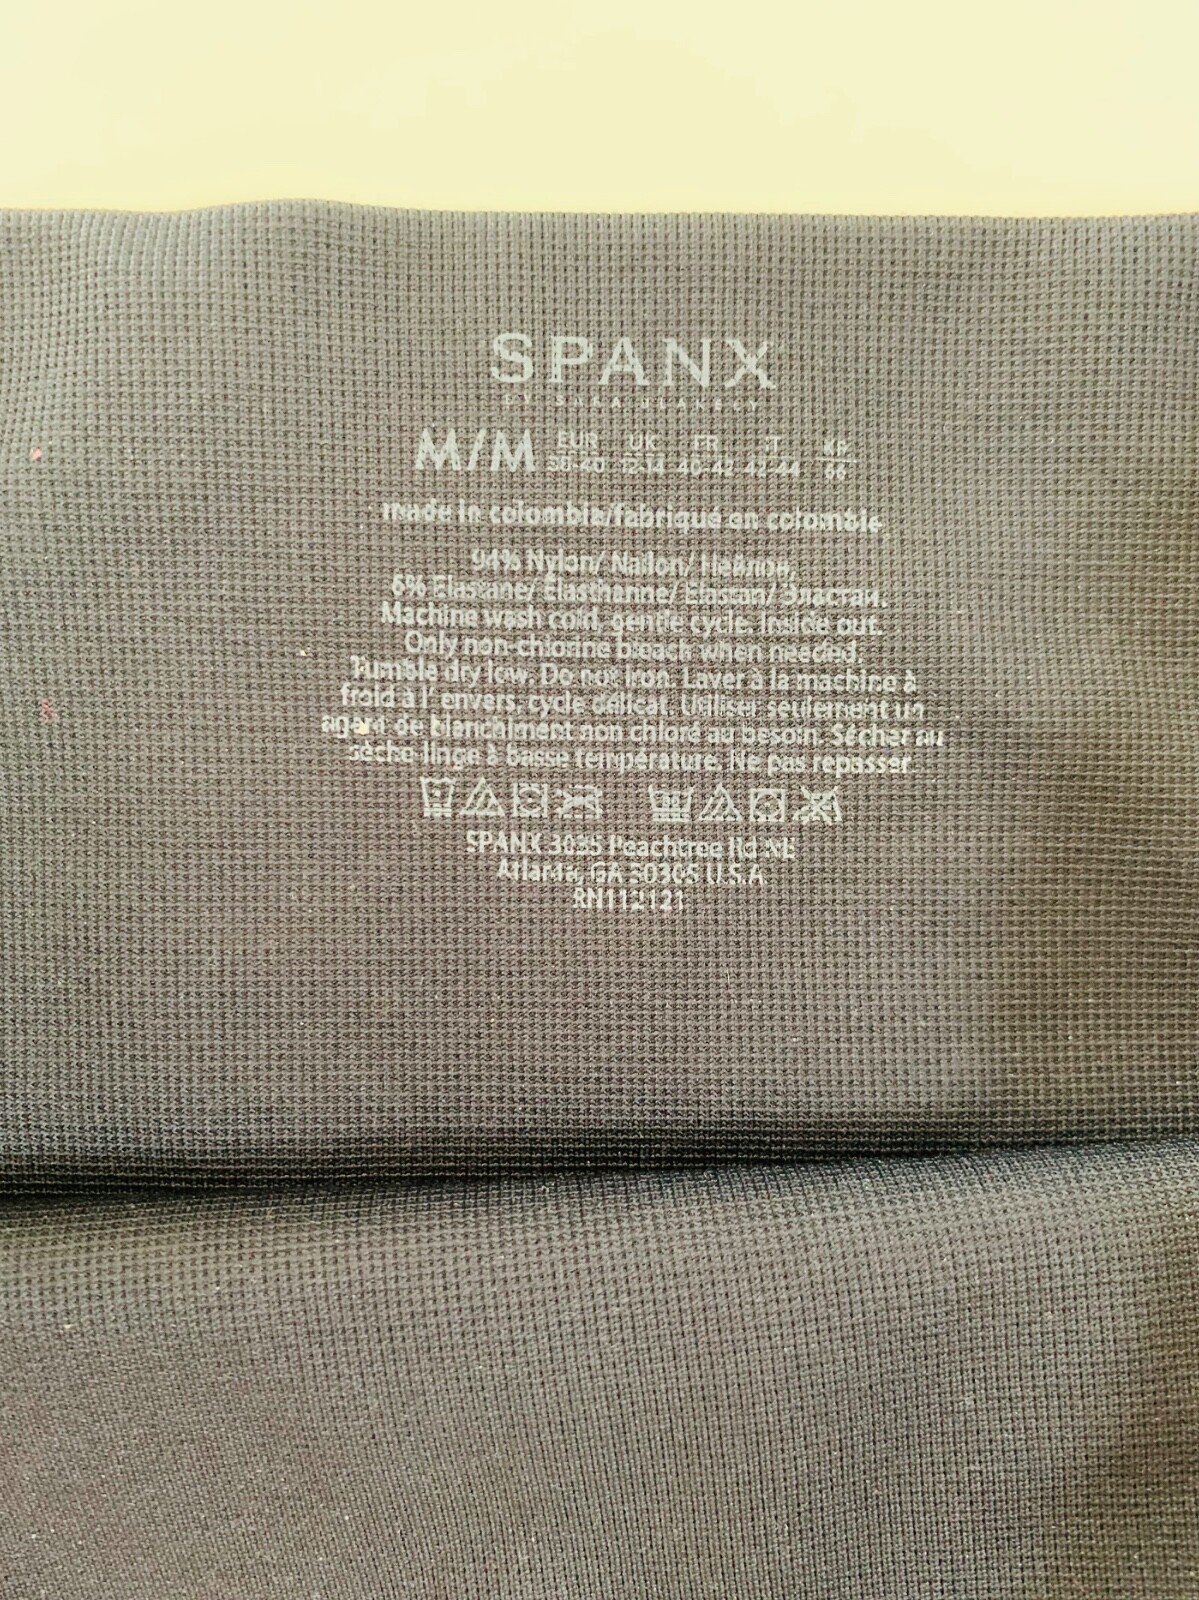 SPANX
BY SARA BLAKELY
M/M EUR 38-40 UK 12-14 FR 40-42 IT 42-44 KR 66
made in colombia/fabriqué en colombie
94% Nylon/ Nailon/ Нейлон,
6% Elastane/ Élasthanne/ Elastan/ Эластан.
Machine wash cold, gentle cycle. Inside out.
Only non-chlorine bleach when needed.
Tumble dry low. Do not iron. Laver à la machine à
froid à l' envers, cycle délicat. Utiliser seulement un
agent de blanchiment non chloré au besoin. Sécher au
sèche-linge à basse température. Ne pas repasser.
SPANX 3035 Peachtree Rd NE
Atlanta, GA 30305 U.S.A.
RN112121